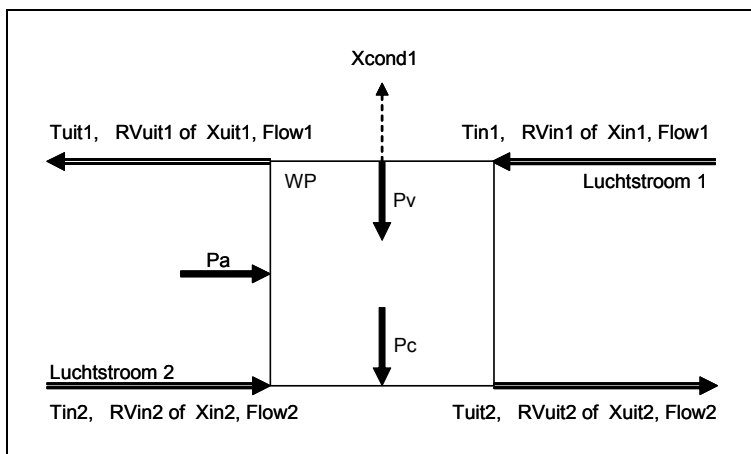 Xcond1
Tuit1, RVuit1 of Xuit1, Flow1
Tin1, RVin1 of Xin1, Flow1
WP
Pv
Luchtstroom 1
Pa
Pc
Luchtstroom 2
Tin2, RVin2 of Xin2, Flow2
Tuit2, RVuit2 of Xuit2, Flow2